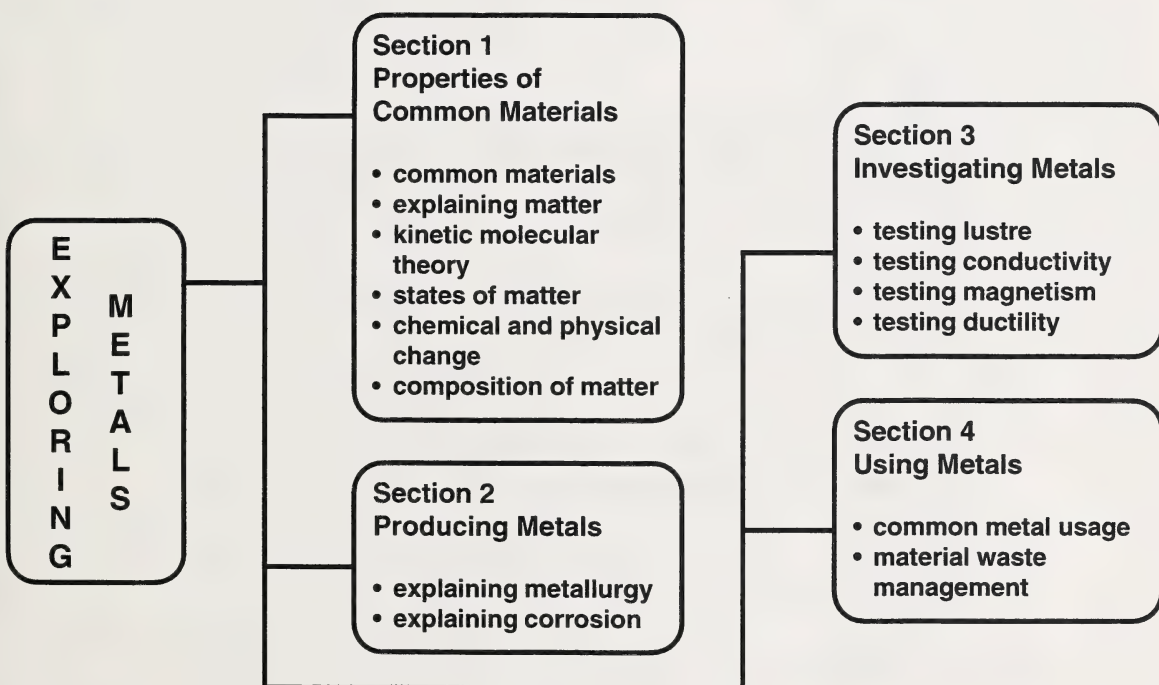 EXPLORING
METALS
Section 1
Properties of
Common Materials
• common materials
• explaining matter
• kinetic molecular
theory
• states of matter
• chemical and physical
change
• composition of matter
Section 2
Producing Metals
• explaining metallurgy
• explaining corrosion
Section 3
Investigating Metals
• testing lustre
• testing conductivity
• testing magnetism
• testing ductility
Section 4
Using Metals
• common metal usage
• material waste
management